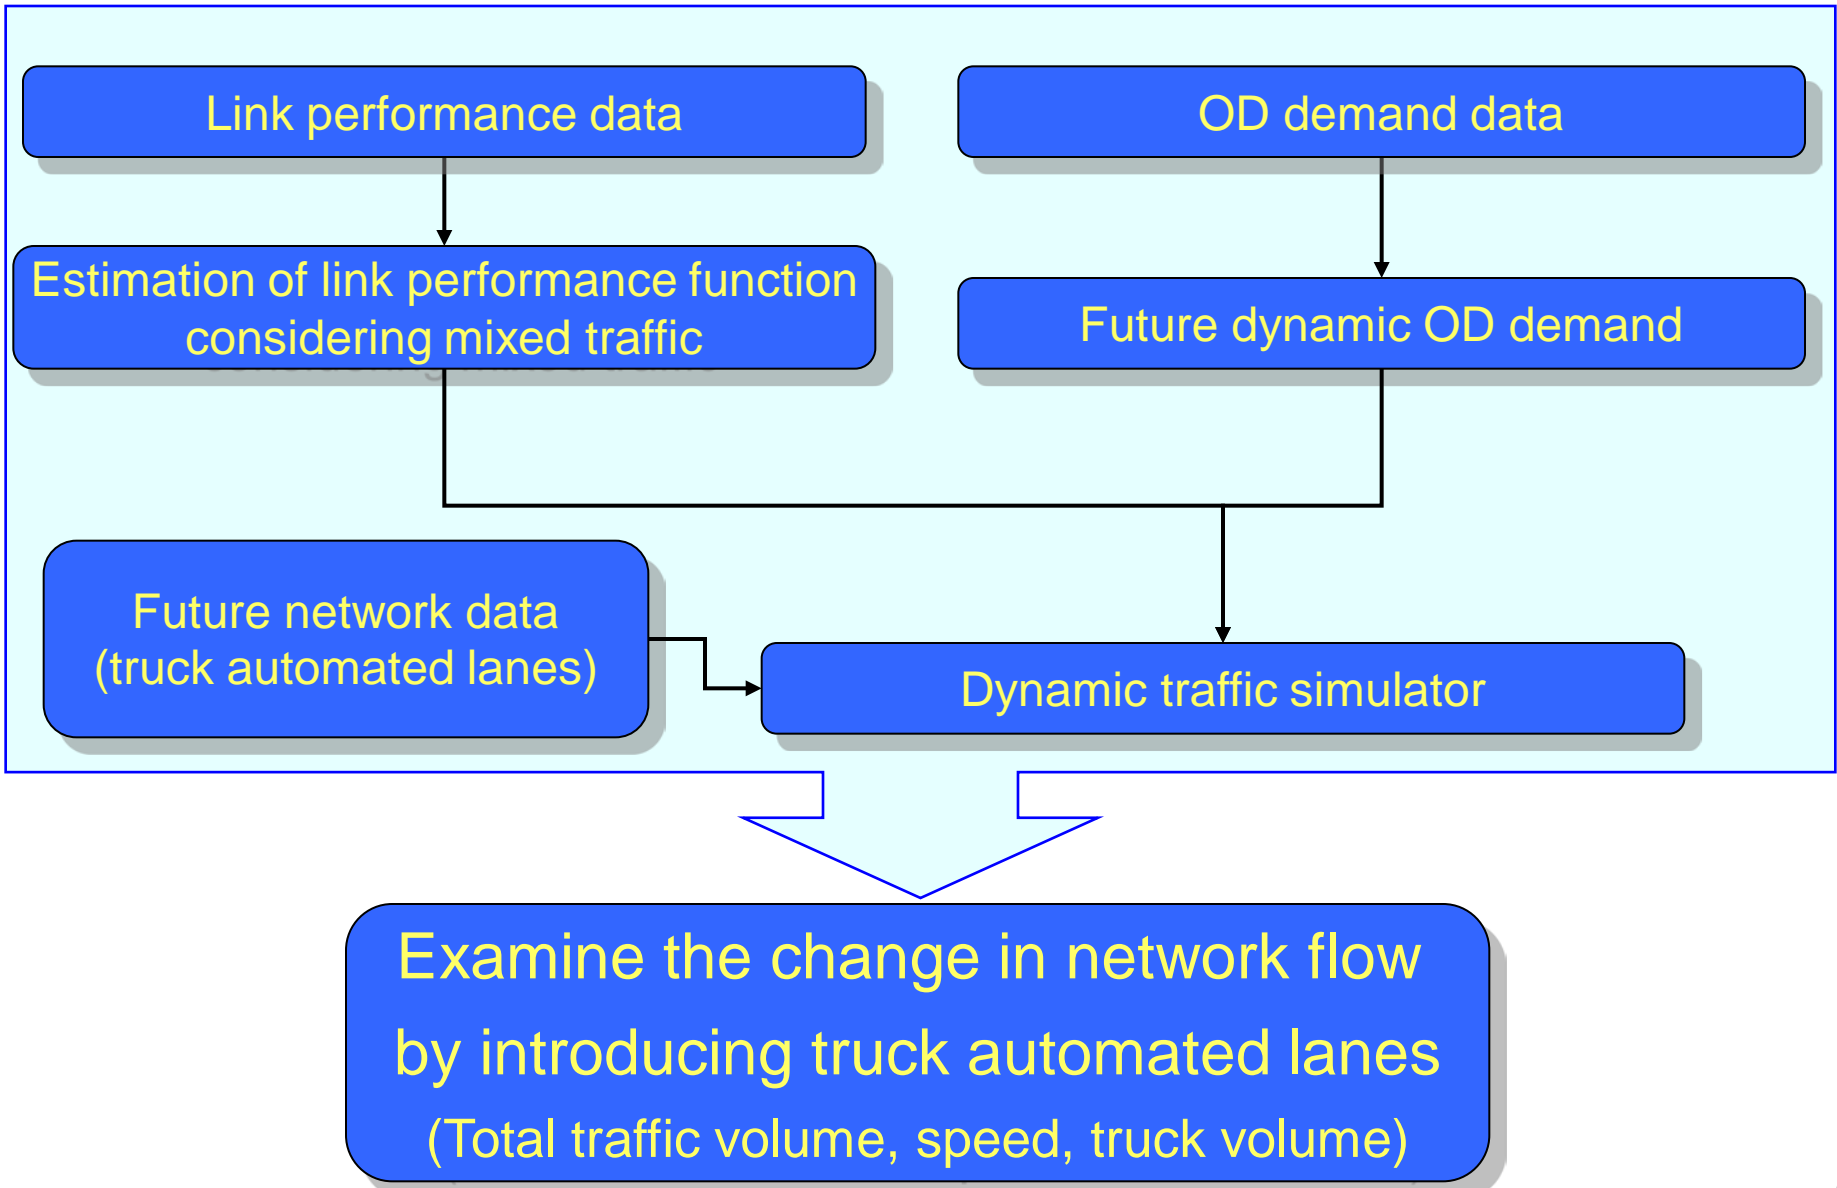 Link performance data
OD demand data
Estimation of link performance function
considering mixed traffic
Future dynamic OD demand
Future network data
(truck automated lanes)
Dynamic traffic simulator
Examine the change in network flow
by introducing truck automated lanes
(Total traffic volume, speed, truck volume)